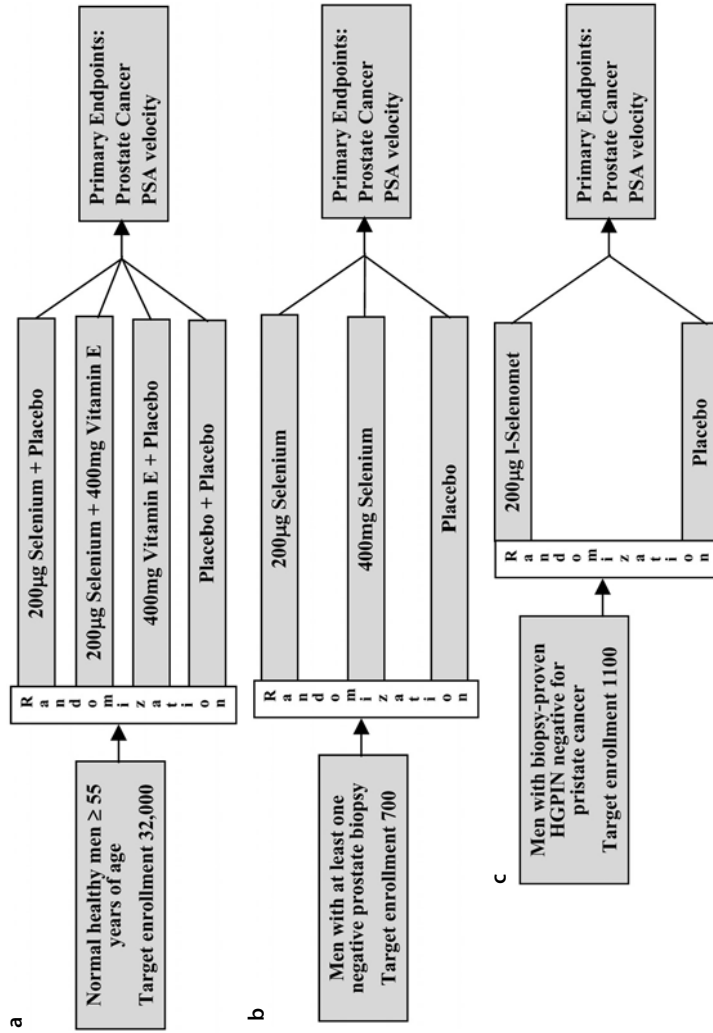 a
Normal healthy men ≥ 55
years of age
Target enrollment 32,000
Randomization
200µg Selenium + Placebo
200µg Selenium + 400mg Vitamin E
400mg Vitamin E + Placebo
Placebo + Placebo
Primary Endpoints:
Prostate Cancer
PSA velocity
b
Men with at least one
negative prostate biopsy
Target enrollment 700
Randomization
200µg Selenium
400mg Selenium
Placebo
Primary Endpoints:
Prostate Cancer
PSA velocity
c
Men with biopsy-proven
HGPIN negative for
pristate cancer
Target enrollment 1100
Randomization
200µg l-Selenomet
Placebo
Primary Endpoints:
Prostate Cancer
PSA velocity